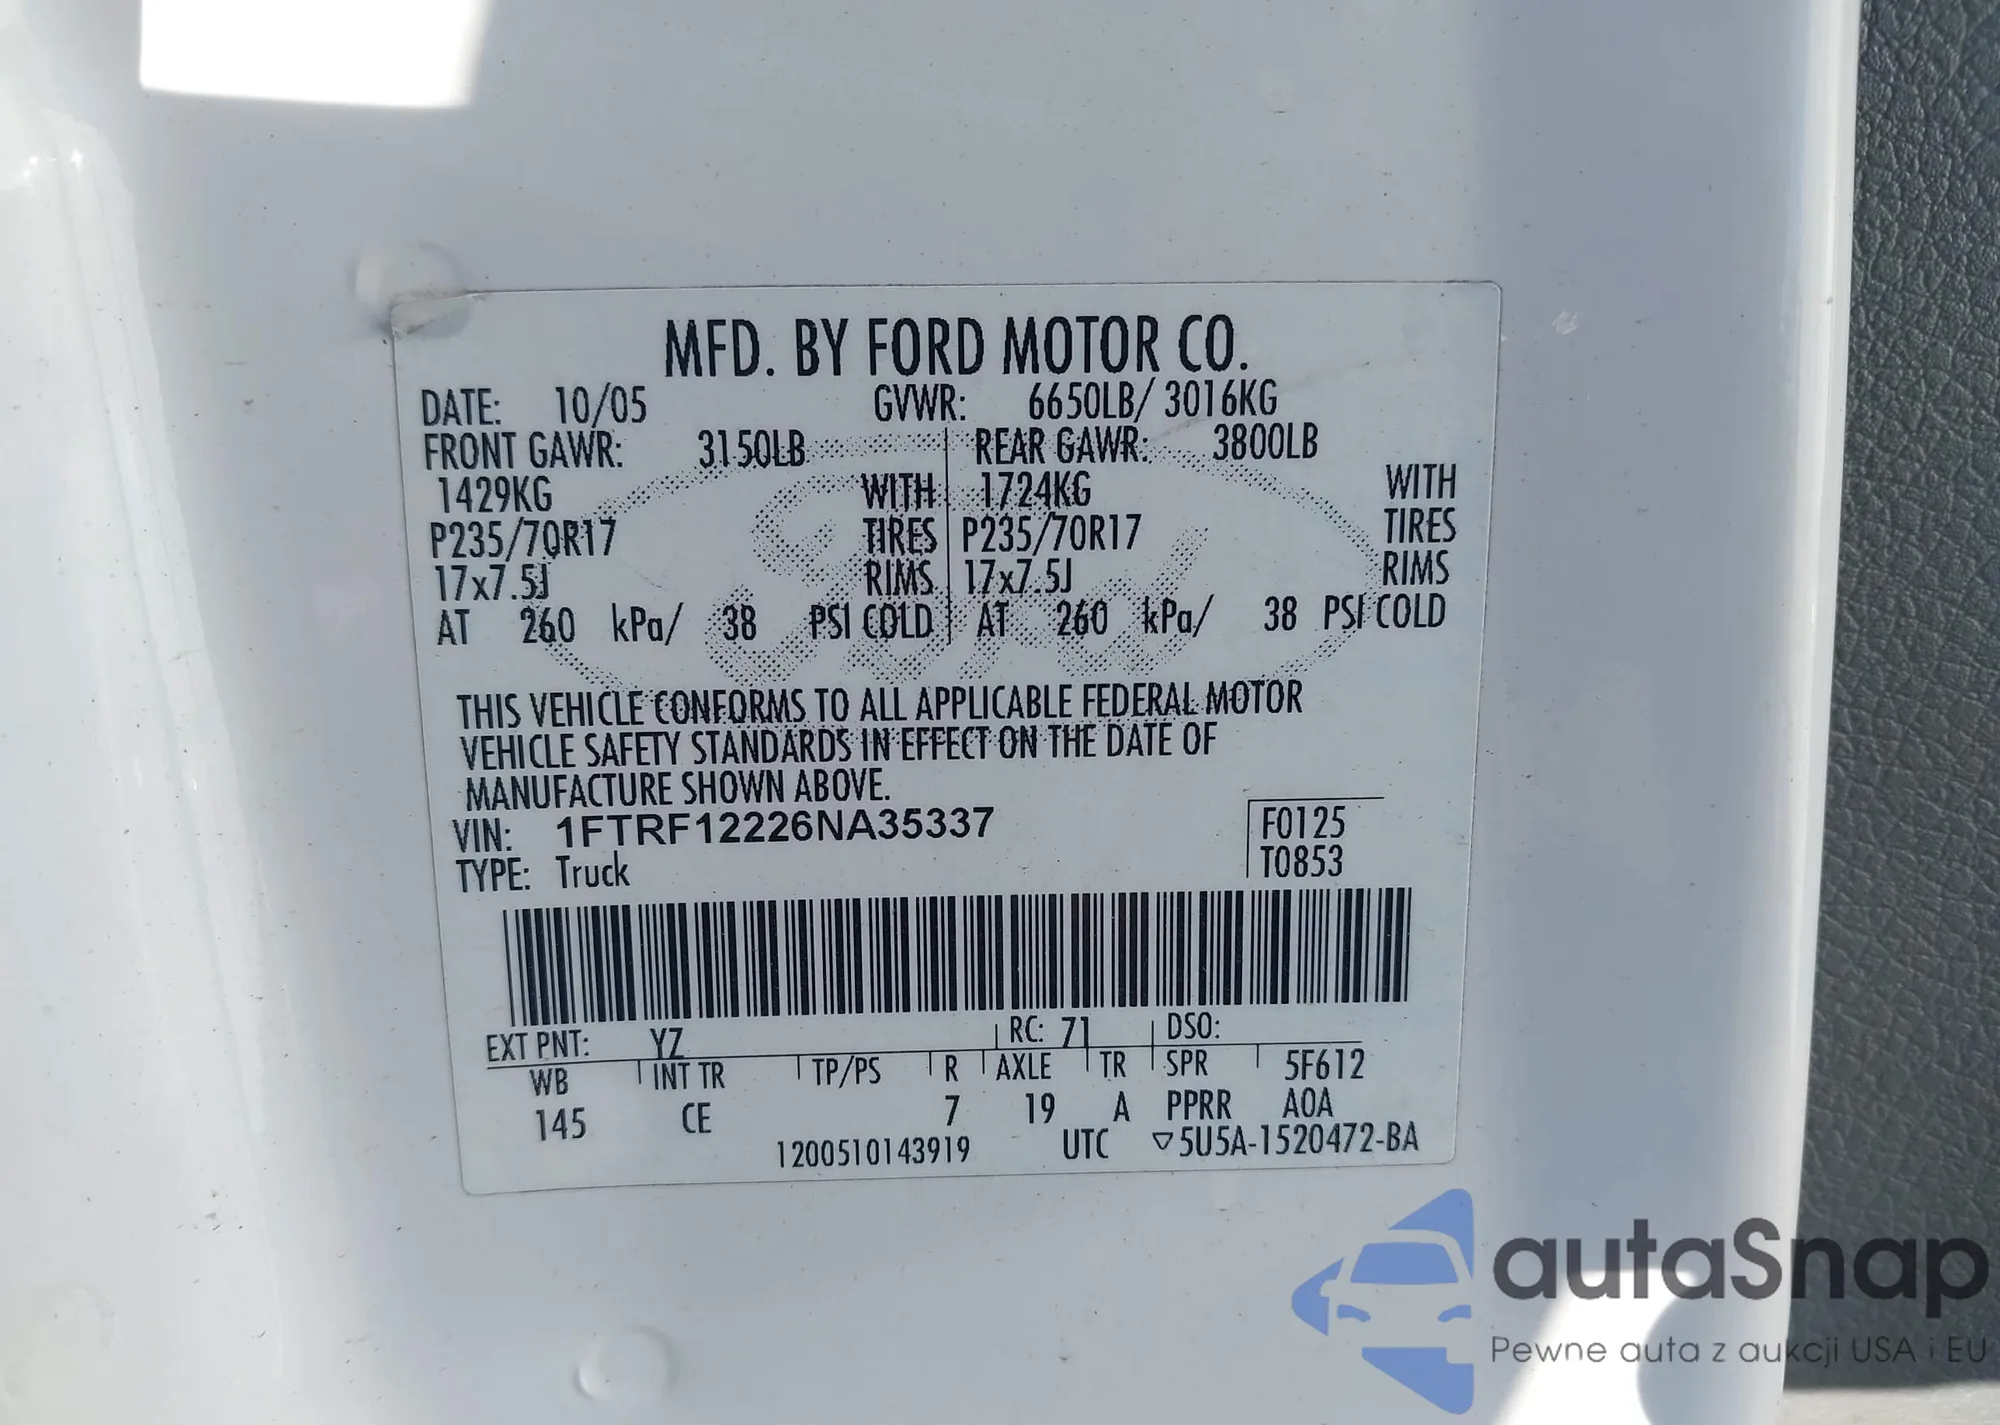 MFD. BY FORD MOTOR CO.
DATE: 10/05 GVWR: 6650LB/ 3016KG
FRONT GAWR: 3150LB REAR GAWR: 3800LB
1429KG WITH 1724KG WITH
P235/70R17 TIRES P235/70R17 TIRES
17x7.5J RIMS 17x7.5J RIMS
AT 260 kPa/ 38 PSI COLD AT 260 kPa/ 38 PSI COLD
Ford
THIS VEHICLE CONFORMS TO ALL APPLICABLE FEDERAL MOTOR
VEHICLE SAFETY STANDARDS IN EFFECT ON THE DATE OF
MANUFACTURE SHOWN ABOVE.
VIN: 1FTRF12226NA35337 F0125
TYPE: Truck T0853
EXT PNT: YZ RC: 71 DSO:
WB INT TR TP/PS R AXLE TR SPR 5F612
145 CE 7 19 A PPRR A0A
1200510143919 UTC ▽5U5A-1520472-BA
autaSnap
Pewne auta z aukcji USA i EU